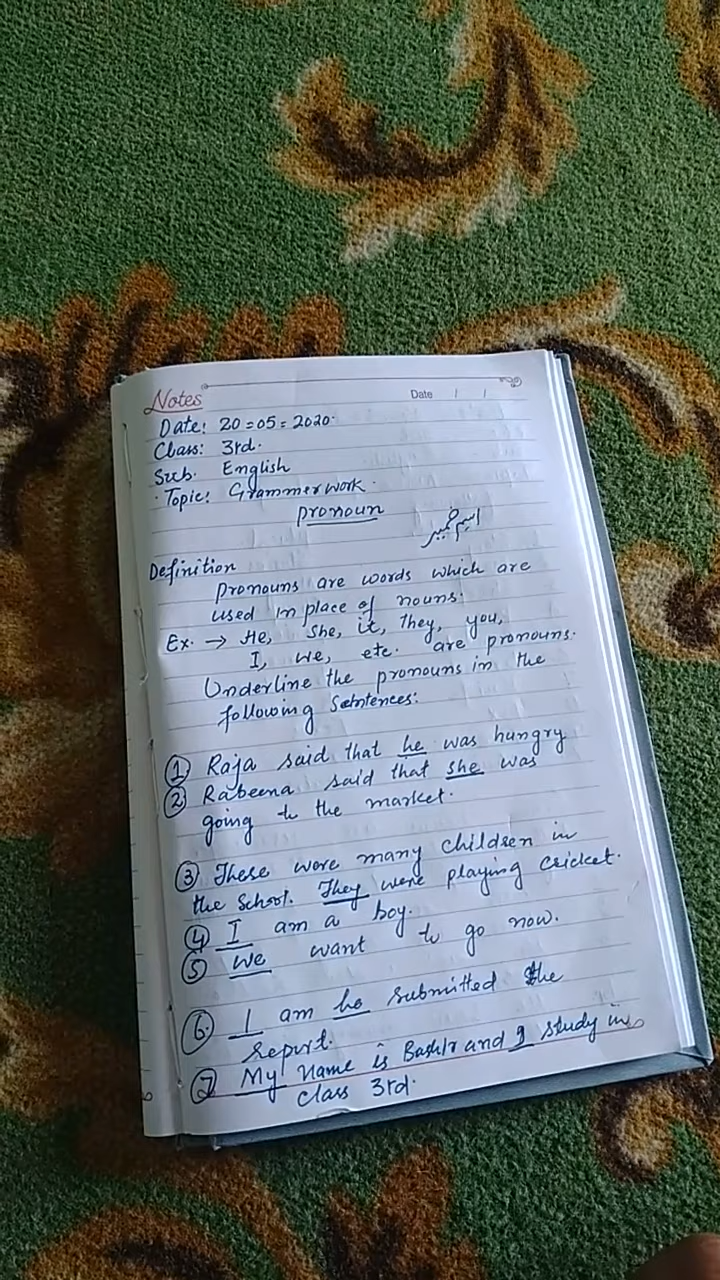 Notes
Date / /
Date: 20=05=2020.
Class: 3rd.
Sub. English
Topic: Grammer work.
pronoun
اسم ضمیر
Definition
Pronouns are words which are
used in place of nouns.
Ex. → He, She, it, They, you,
I, we, etc. are pronouns.
Underline the pronouns in the
following Sentences:
① Raja said that he was hungry
② Rabeena said that she was
going to the market.
③ There were many children in
the School. They were playing cricket.
④ I am a boy.
⑤ we want to go now.
⑥ I am he submitted the
report.
⑦ My Name is Bashir and I study in
class 3rd.